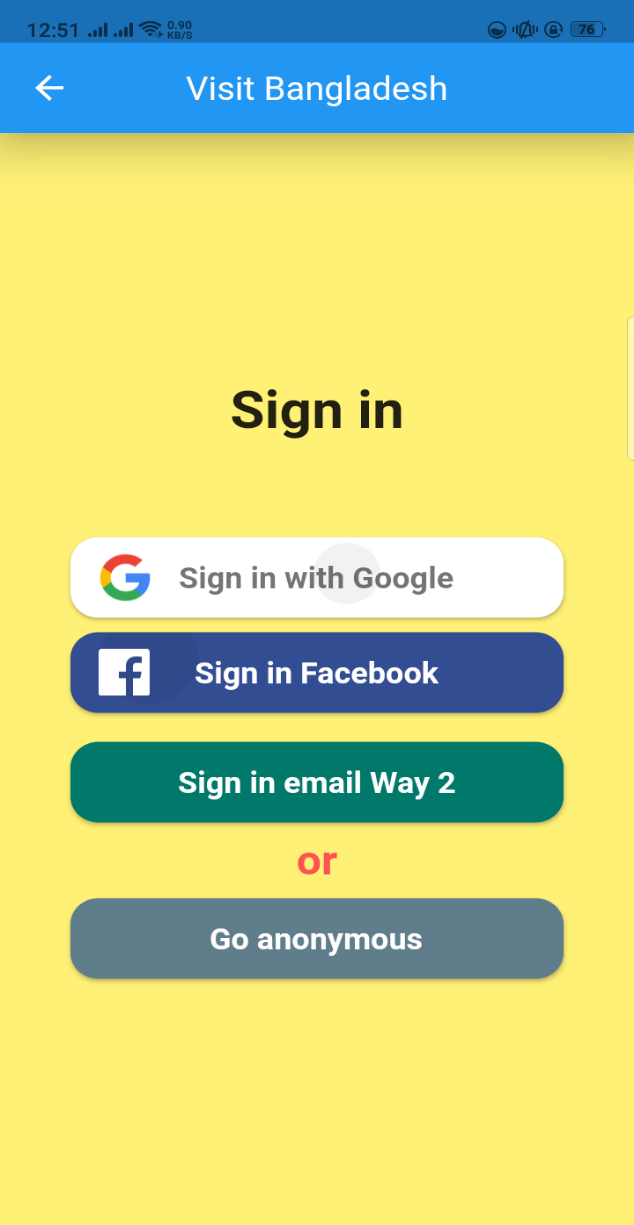 12:51 0.90 KB/S 76
Visit Bangladesh
Sign in
Sign in with Google
Sign in Facebook
Sign in email Way 2
or
Go anonymous